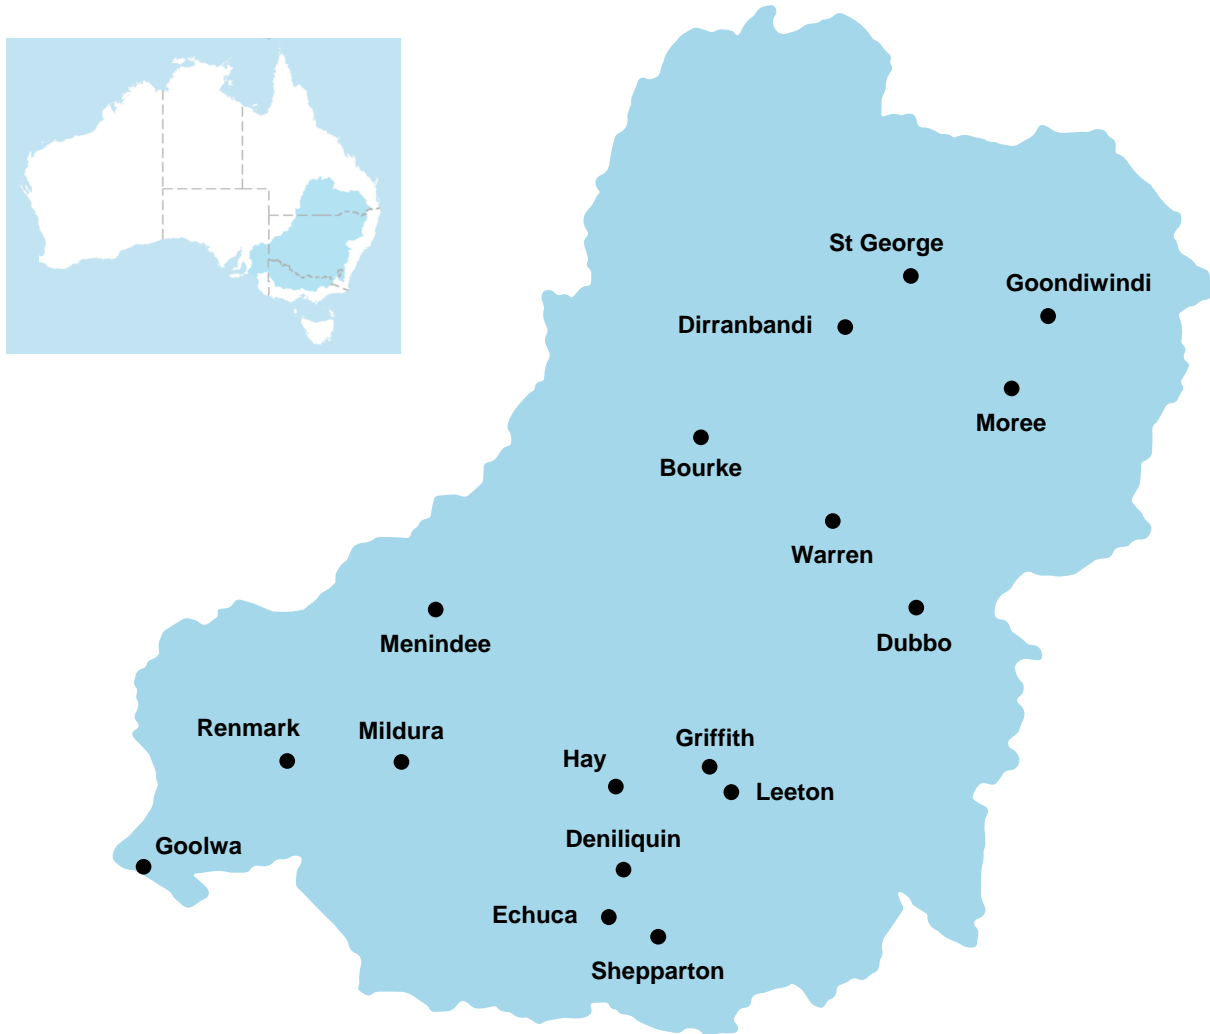 St George
Goondiwindi
Dirranbandi
Moree
Bourke
Warren
Menindee
Dubbo
Renmark
Mildura
Griffith
Hay
Leeton
Deniliquin
Goolwa
Echuca
Shepparton